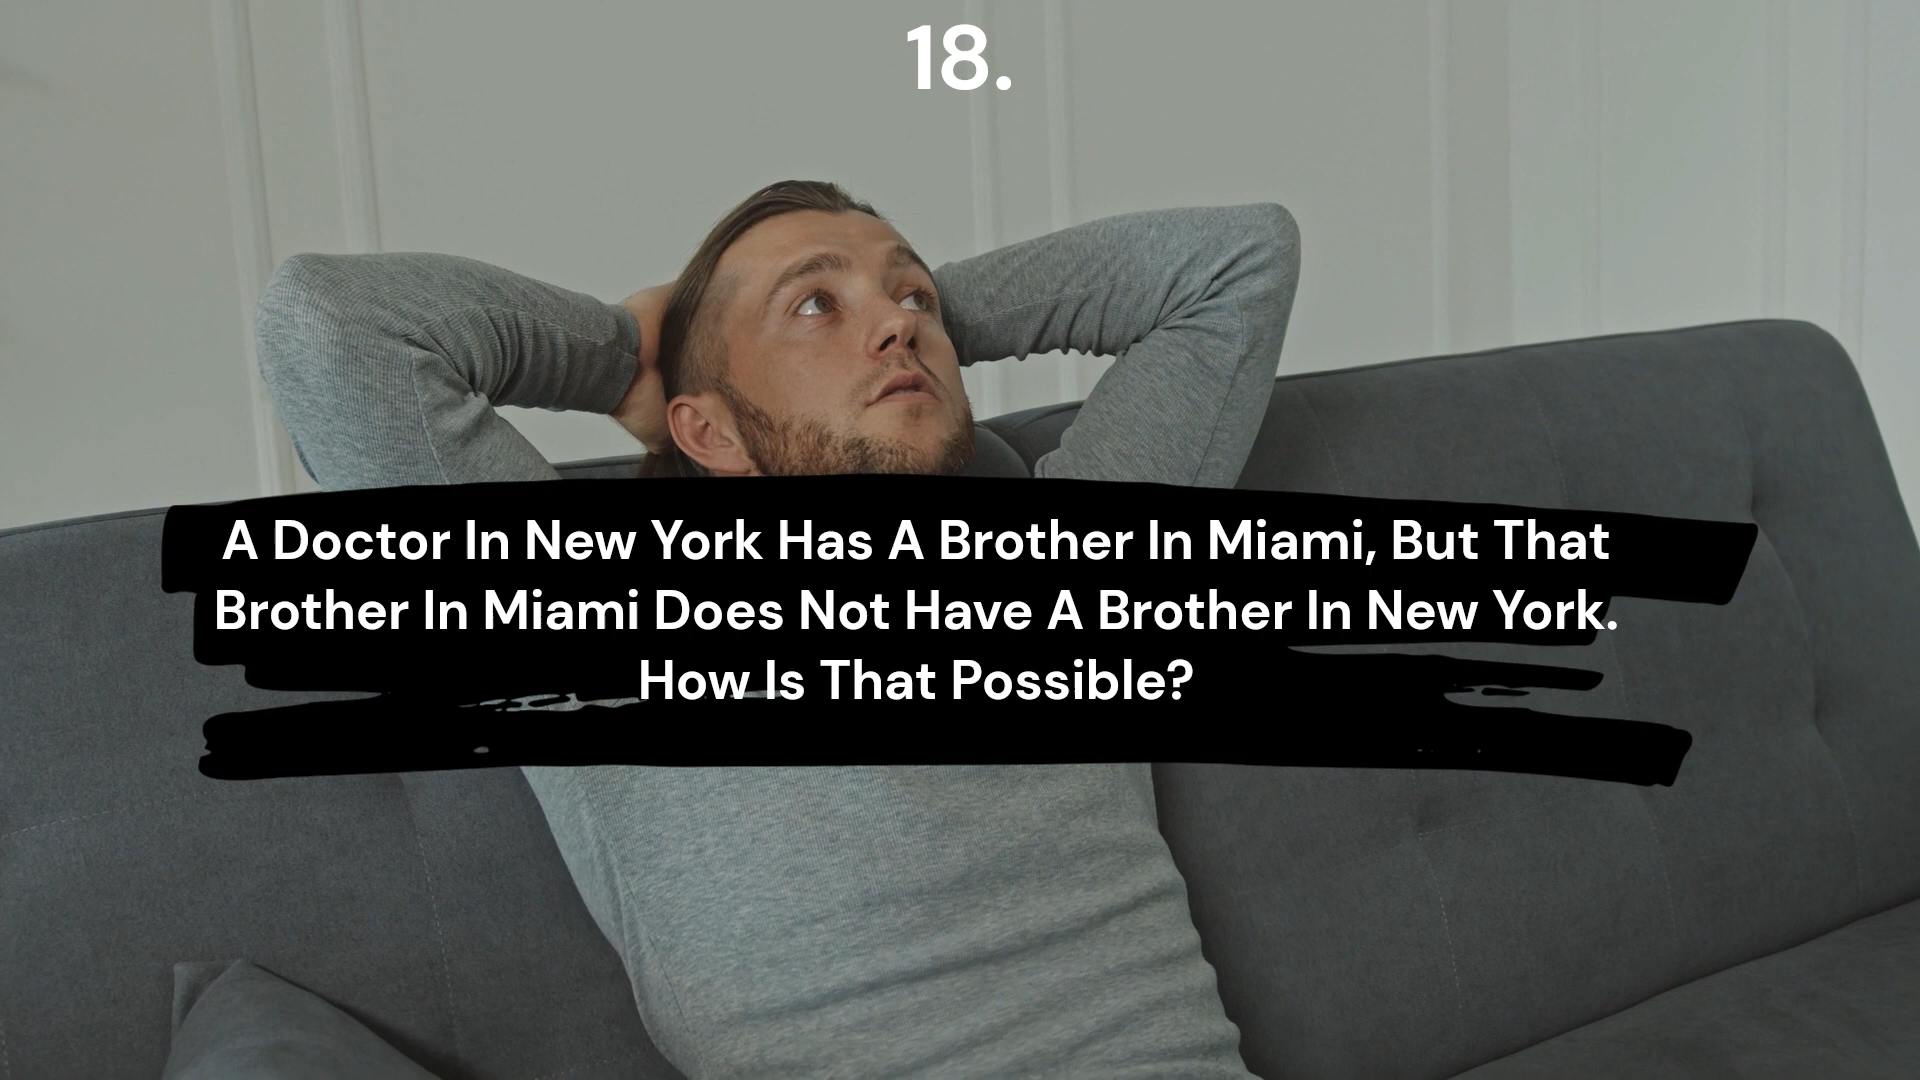 18.
A Doctor In New York Has A Brother In Miami, But That
Brother In Miami Does Not Have A Brother In New York.
How Is That Possible?